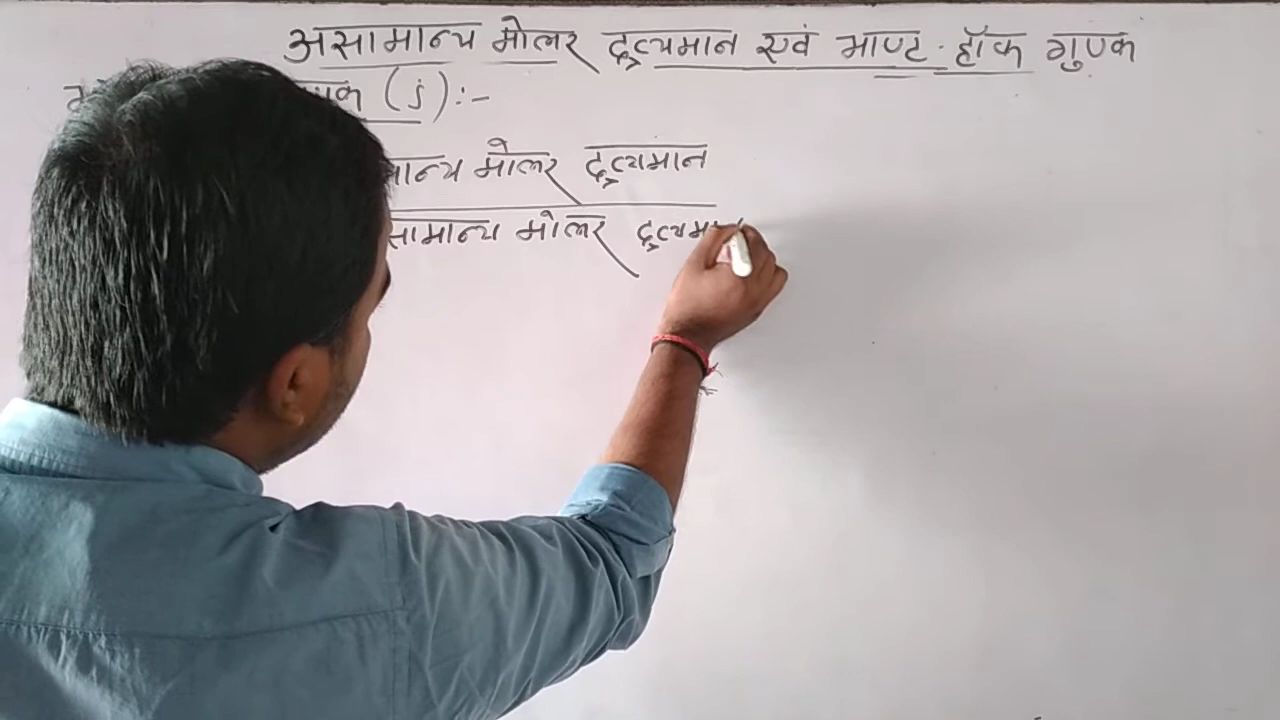 असामान्य मोलर द्रव्यमान एवं माण्ट. हॉक गुणक
(i) :-
मान्य मोलर द्रव्यमान
सामान्य मोलर द्रव्यमा